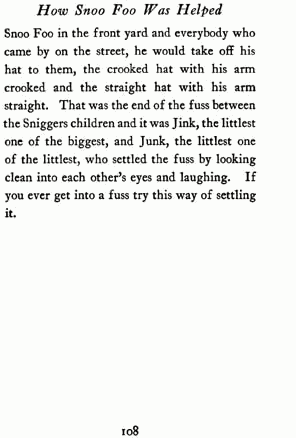 How Snoo Foo Was Helped
Snoo Foo in the front yard and everybody who
came by on the street, he would take off his
hat to them, the crooked hat with his arm
crooked and the straight hat with his arm
straight. That was the end of the fuss between
the Sniggers children and it was Jink, the littlest
one of the biggest, and Junk, the littlest one
of the littlest, who settled the fuss by looking
clean into each other's eyes and laughing. If
you ever get into a fuss try this way of settling
it.
108